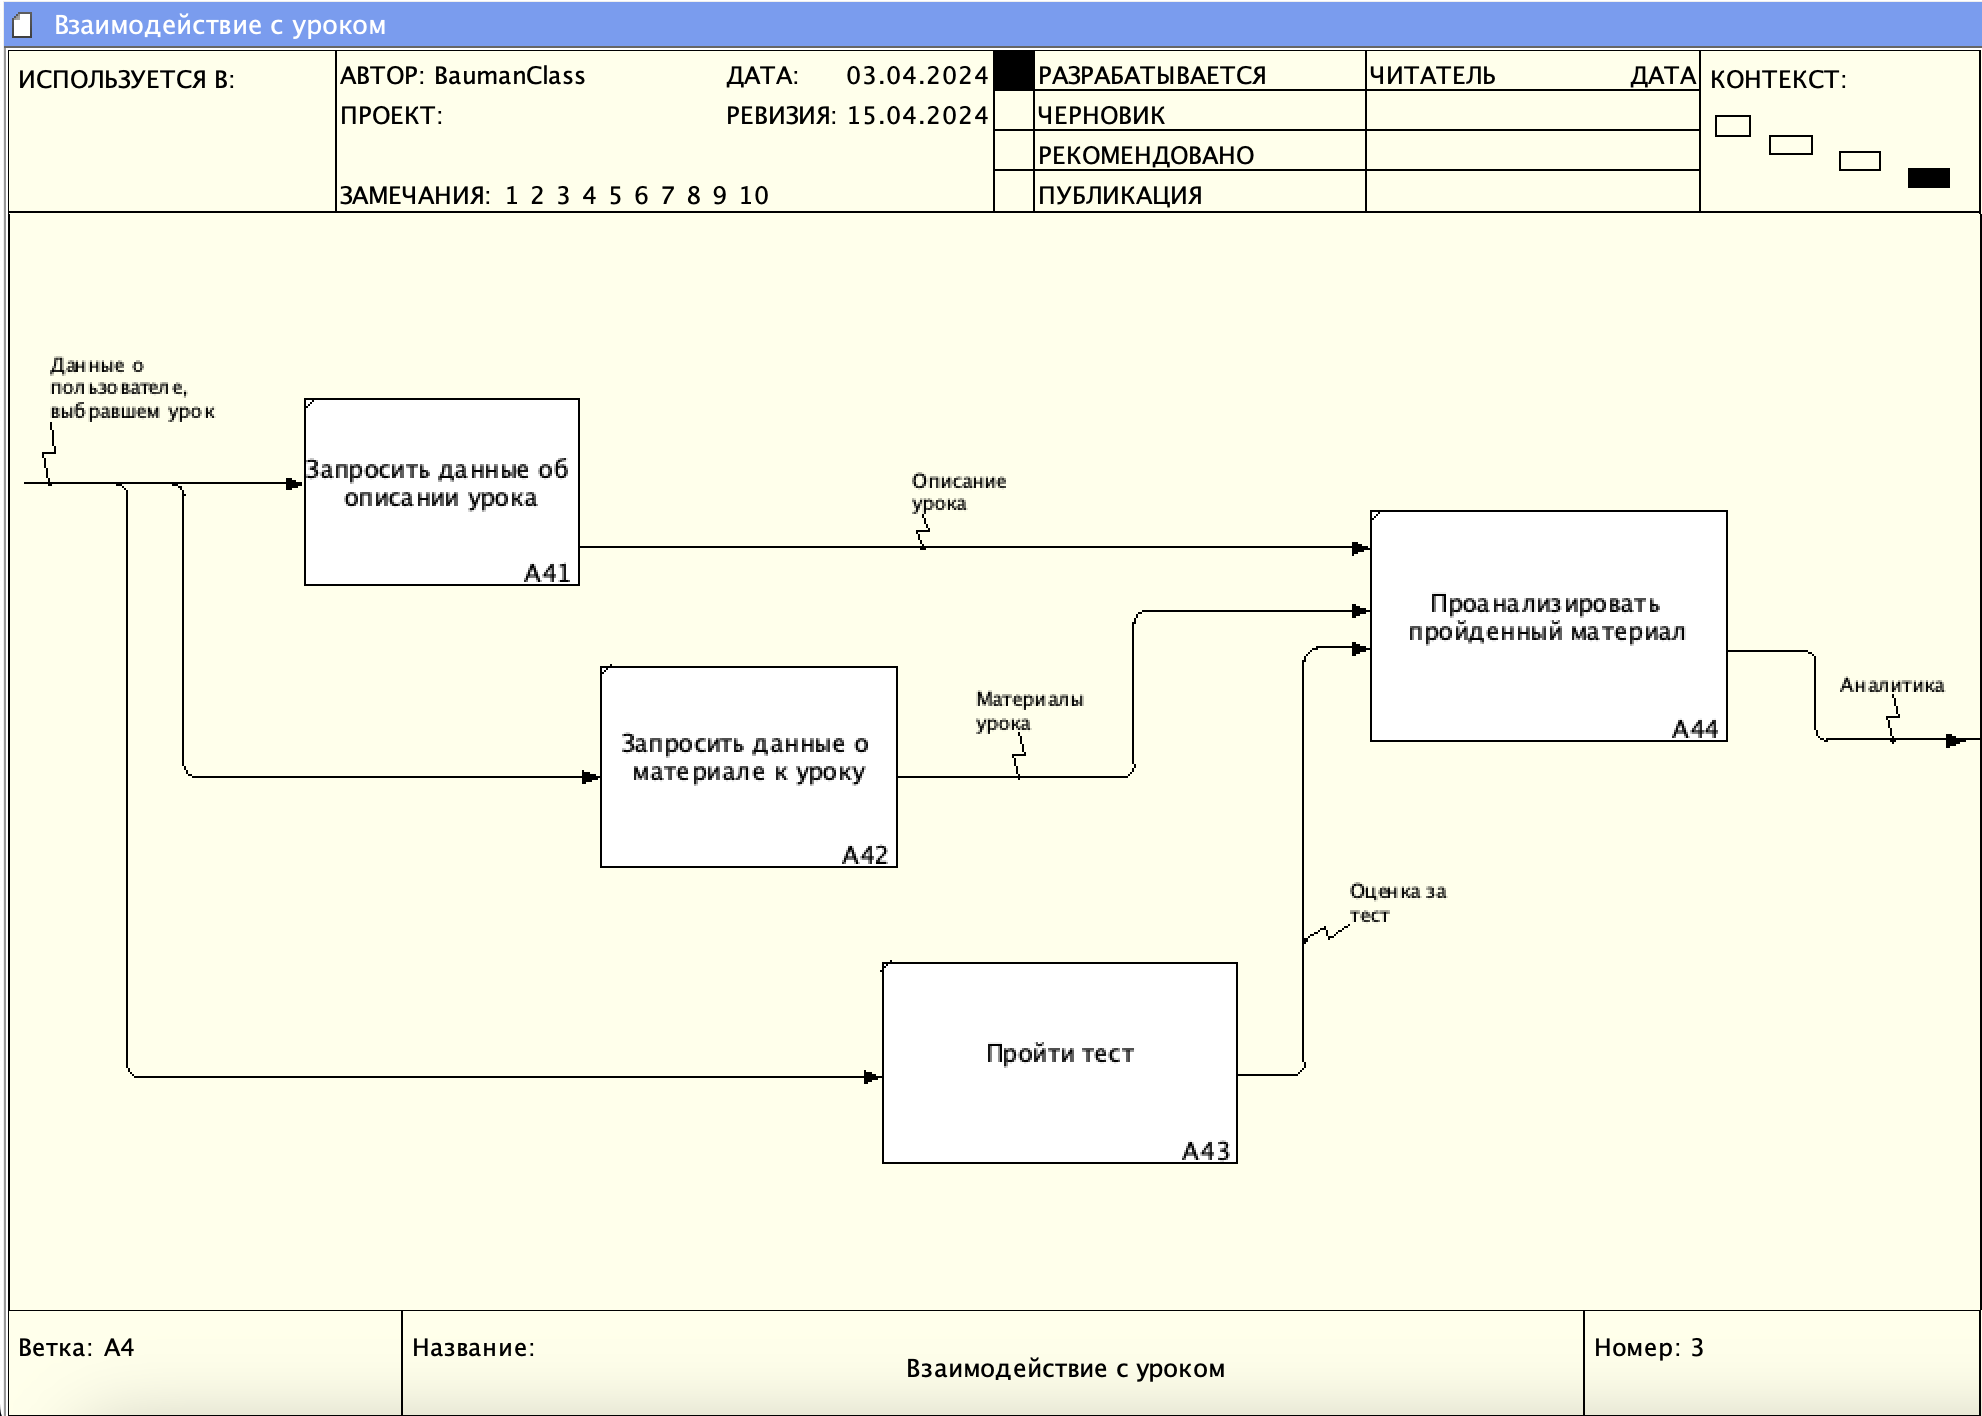 Взаимодействие с уроком
ИСПОЛЬЗУЕТСЯ В:
АВТОР: BaumanClass
ДАТА: 03.04.2024
ПРОЕКТ:
РЕВИЗИЯ: 15.04.2024
ЗАМЕЧАНИЯ: 1 2 3 4 5 6 7 8 9 10
РАЗРАБАТЫВАЕТСЯ
ЧЕРНОВИК
РЕКОМЕНДОВАНО
ПУБЛИКАЦИЯ
ЧИТАТЕЛЬ
ДАТА
КОНТЕКСТ:
Данные о
пользователе,
выбравшем урок
Запросить данные об
описании урока
A41
Описание
урока
Проанализировать
пройденный материал
A44
Запросить данные о
материале к уроку
A42
Материалы
урока
Аналитика
Оценка за
тест
Пройти тест
A43
Ветка: A4
Название:
Взаимодействие с уроком
Номер: 3